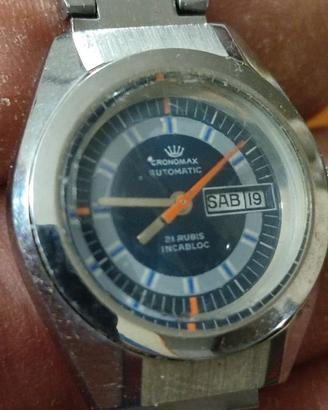 CRONOMAX
AUTOMATIC
SAB 19
21 RUBIS
INCABLOC